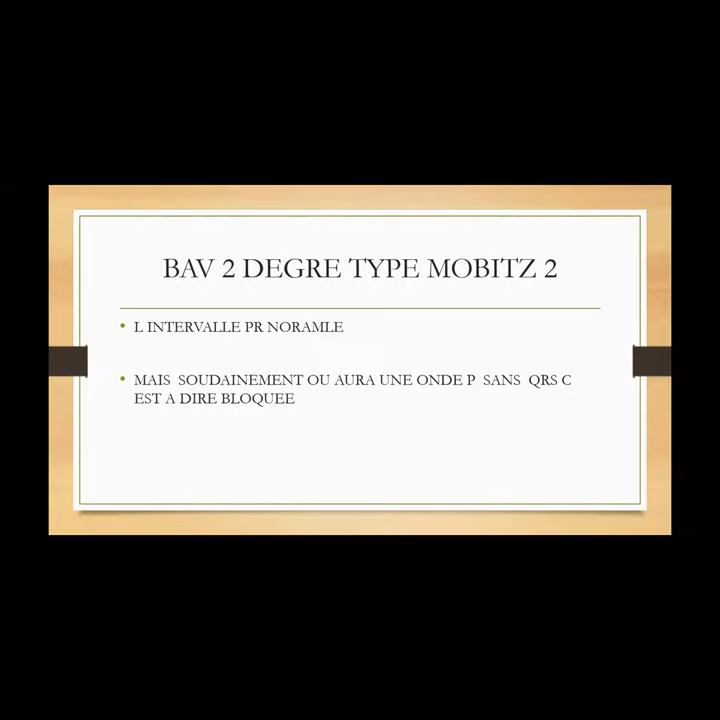 BAV 2 DEGRE TYPE MOBITZ 2
L INTERVALLE PR NORAMLE
MAIS SOUDAINEMENT OU AURA UNE ONDE P SANS QRS C
EST A DIRE BLOQUEE